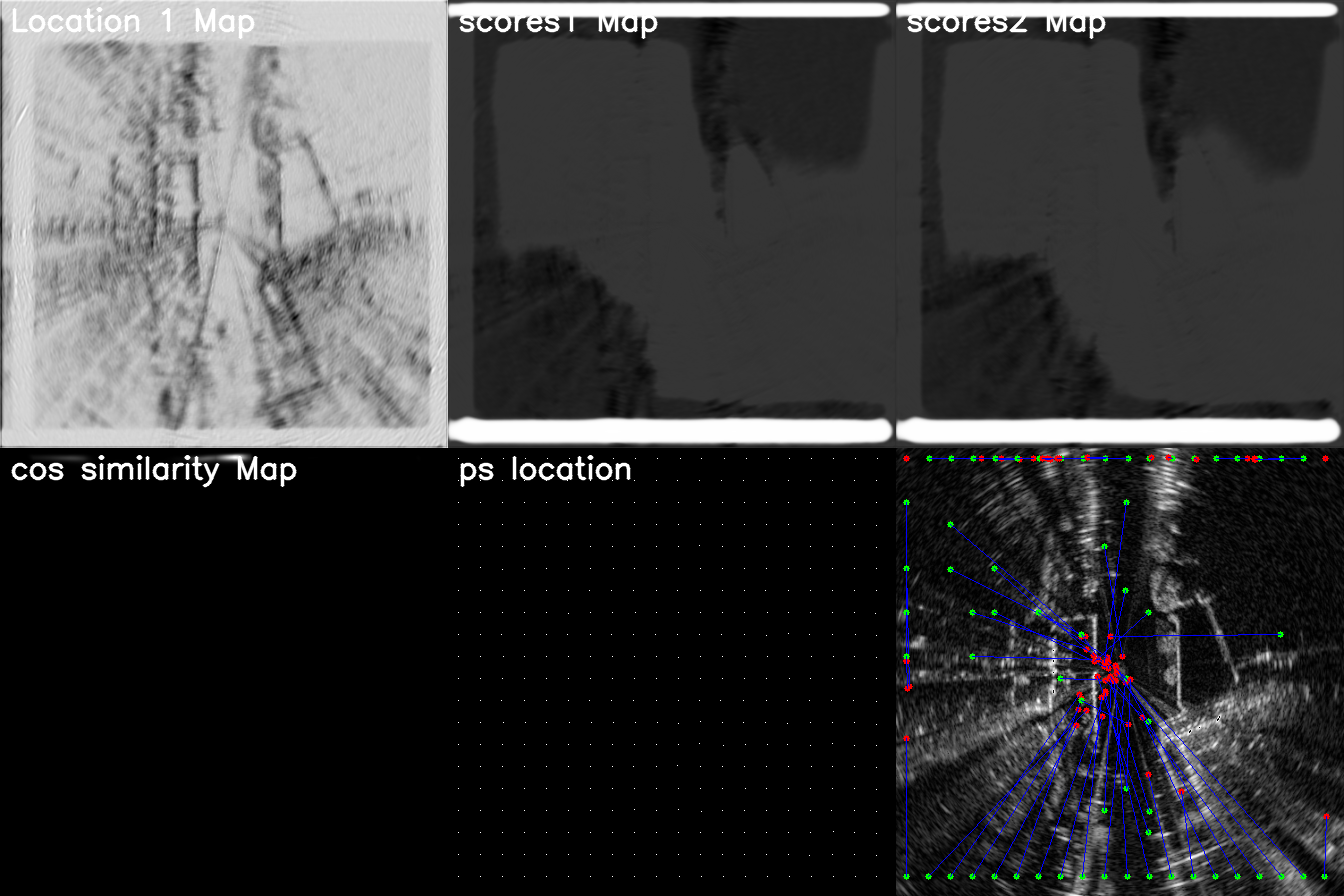 Location 1 Map
scores1 Map
scores2 Map
cos similarity Map
ps location